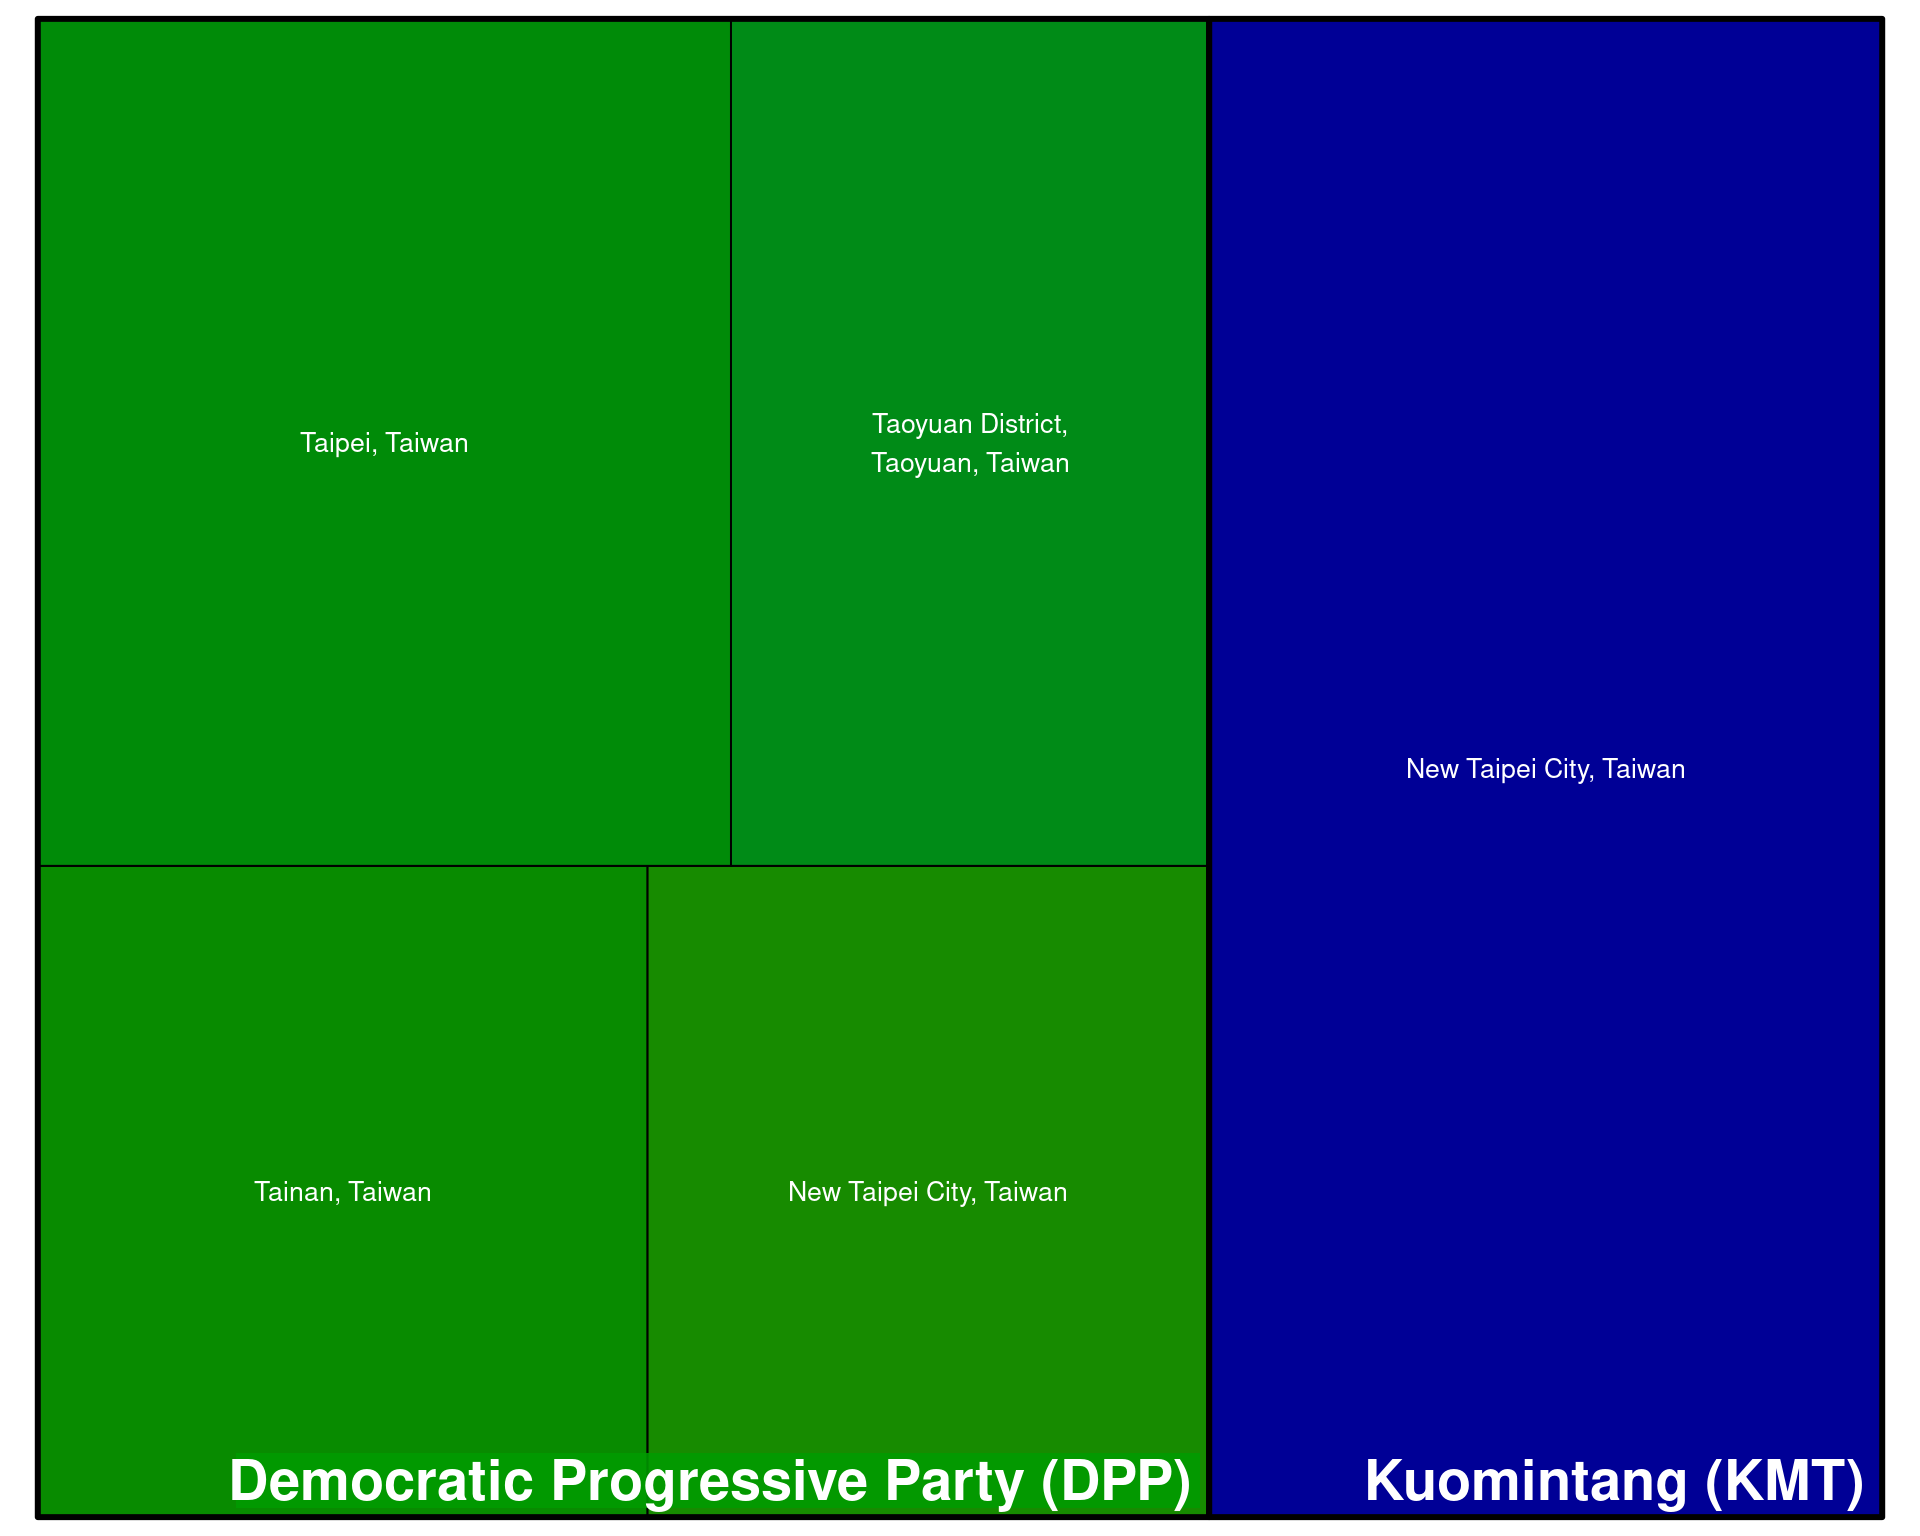 Taipei, Taiwan
Taoyuan District,
Taoyuan, Taiwan
New Taipei City, Taiwan
Tainan, Taiwan
New Taipei City, Taiwan
Democratic Progressive Party (DPP)
Kuomintang (KMT)